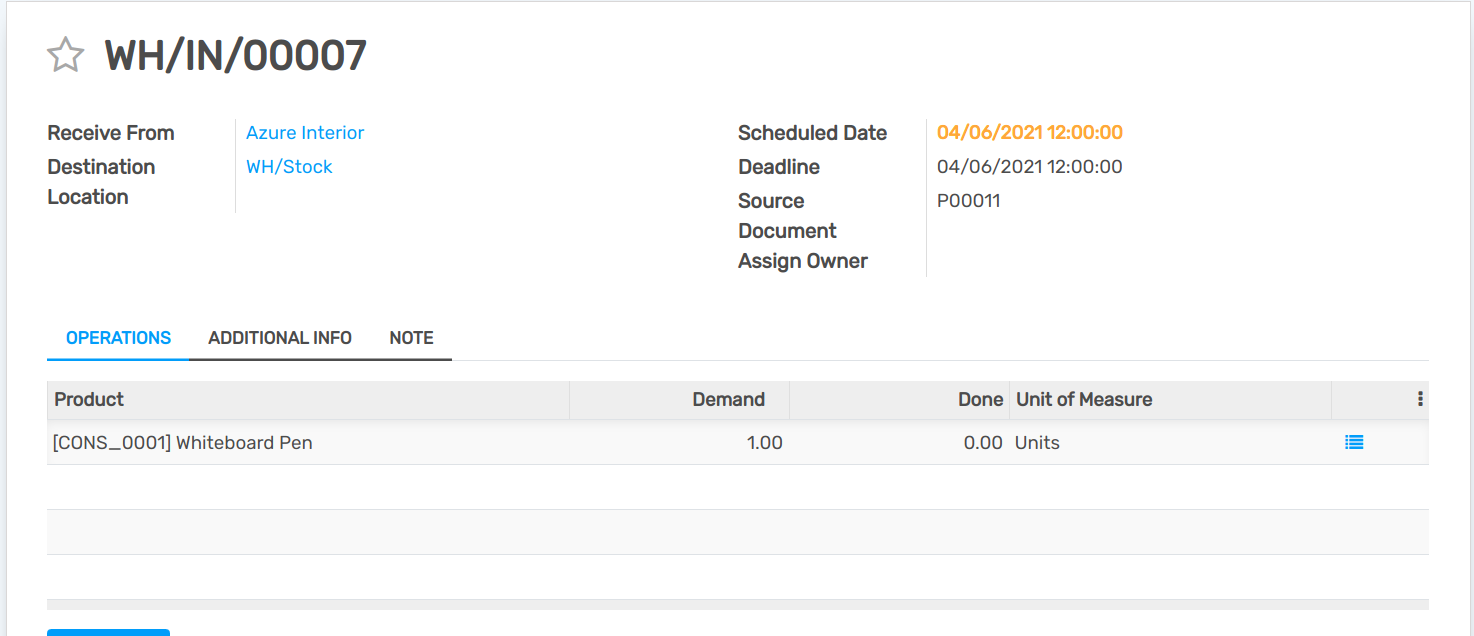 WH/IN/00007
Receive From Azure Interior
Destination Location WH/Stock
Scheduled Date 04/06/2021 12:00:00
Deadline 04/06/2021 12:00:00
Source Document P00011
Assign Owner
OPERATIONS ADDITIONAL INFO NOTE
Product Demand Done Unit of Measure
[CONS_0001] Whiteboard Pen 1.00 0.00 Units